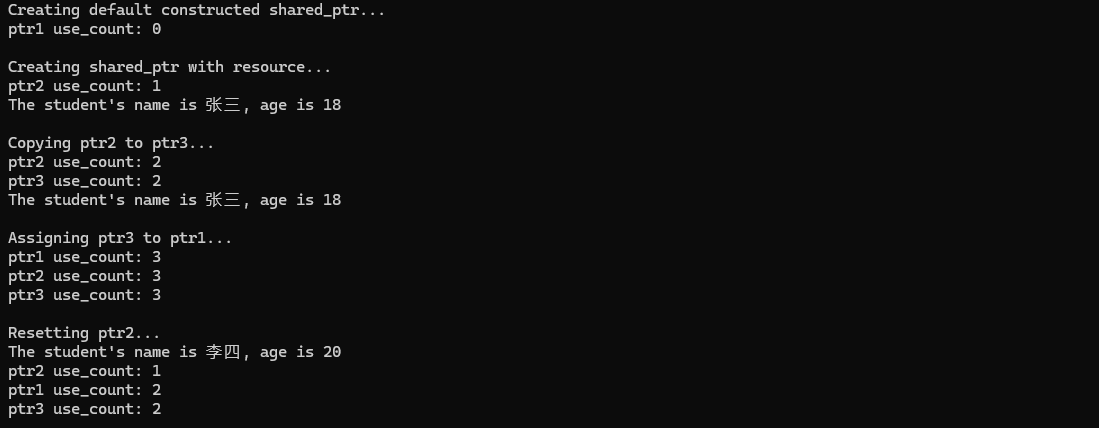 Creating default constructed shared_ptr...
ptr1 use_count: 0
Creating shared_ptr with resource...
ptr2 use_count: 1
The student's name is 张三, age is 18
Copying ptr2 to ptr3...
ptr2 use_count: 2
ptr3 use_count: 2
The student's name is 张三, age is 18
Assigning ptr3 to ptr1...
ptr1 use_count: 3
ptr2 use_count: 3
ptr3 use_count: 3
Resetting ptr2...
The student's name is 李四, age is 20
ptr2 use_count: 1
ptr1 use_count: 2
ptr3 use_count: 2